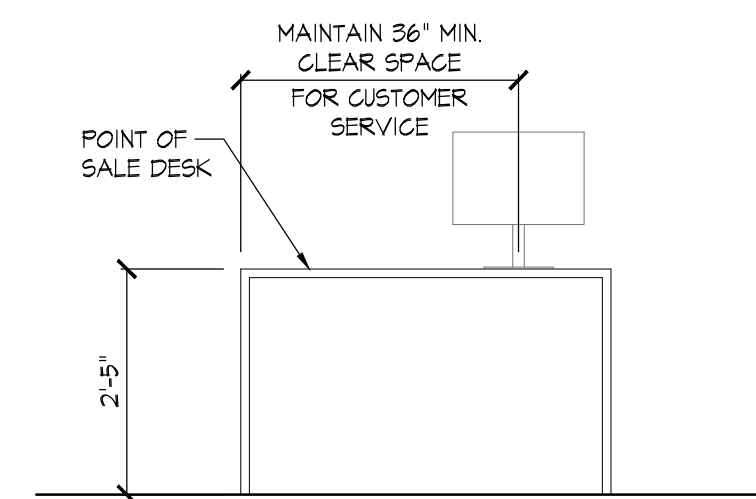 MAINTAIN 36" MIN.
CLEAR SPACE
FOR CUSTOMER
SERVICE
POINT OF
SALE DESK
2'-5"